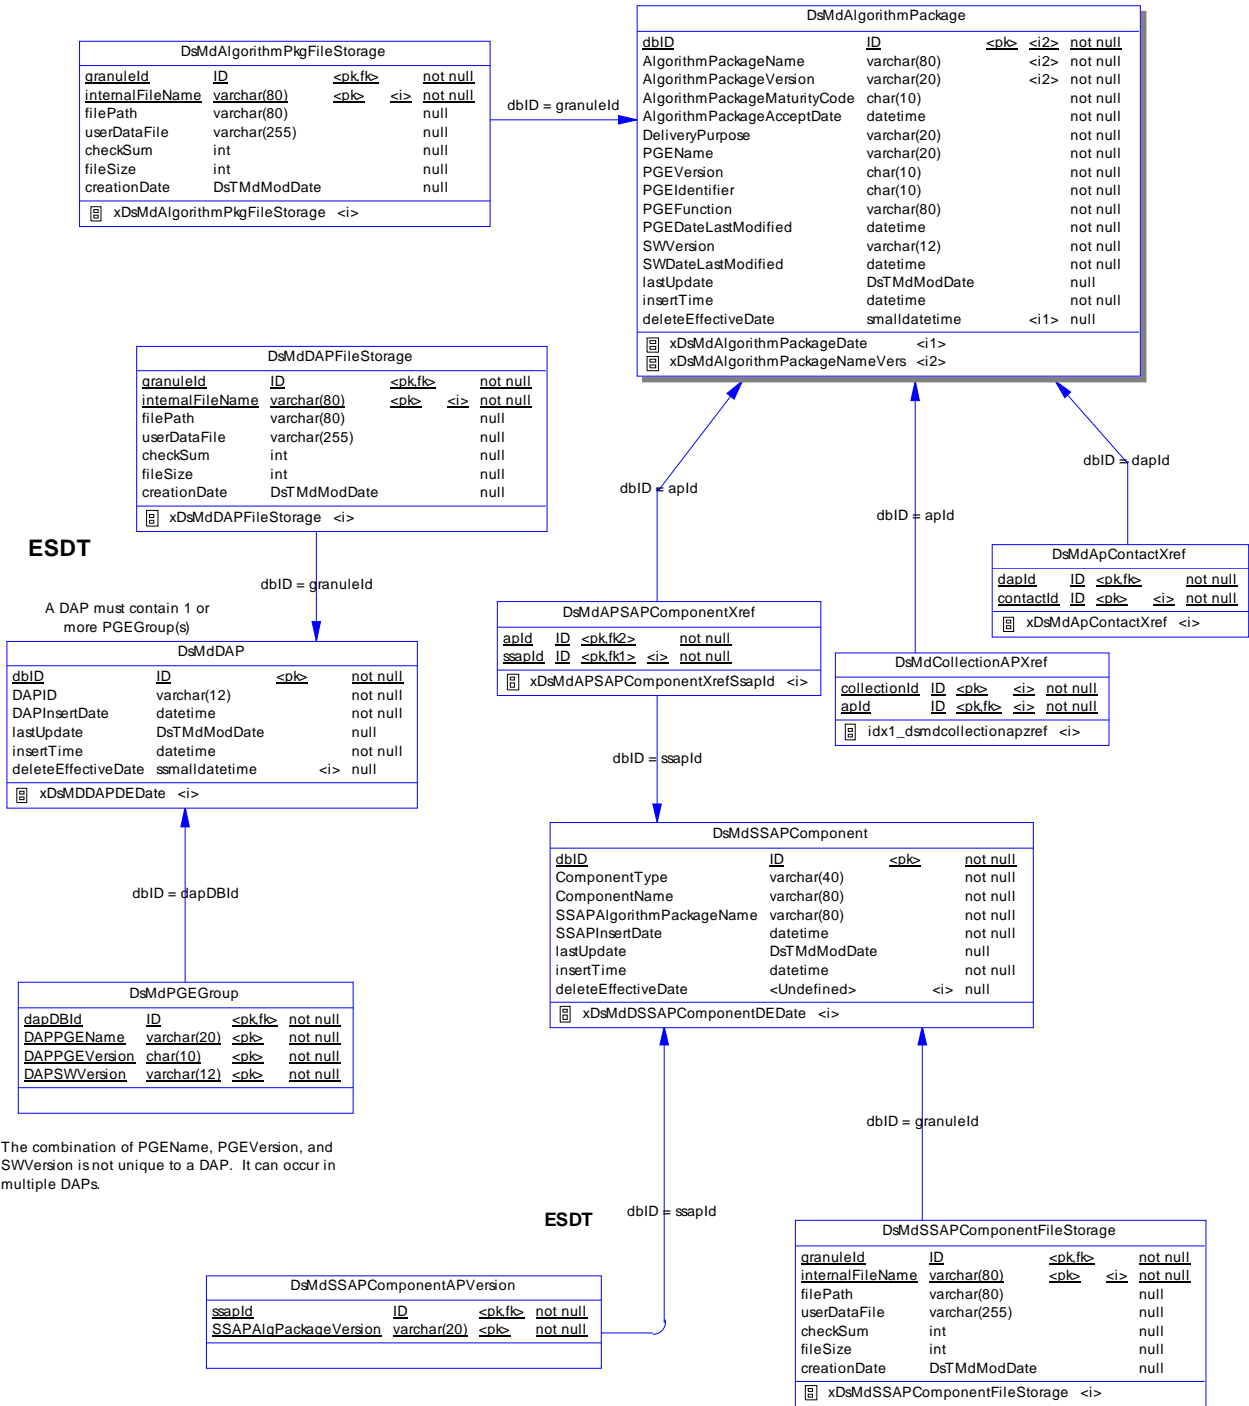 DsMdAlgorithmPackage
dbID ID <pk> <i2> not null
AlgorithmPackageName varchar(80) <i2> not null
AlgorithmPackageVersion varchar(20) <i2> not null
AlgorithmPackageMaturityCode char(10) not null
AlgorithmPackageAcceptDate datetime not null
DeliveryPurpose varchar(20) not null
PGEName varchar(20) not null
PGEVersion char(10) not null
PGEIdentifier char(10) not null
PGEFunction varchar(80) not null
PGEDateLastModified datetime not null
SWVersion varchar(12) not null
SWDateLastModified datetime not null
lastUpdate DsTMdModDate null
insertTime datetime not null
deleteEffectiveDate smalldatetime <i1> null
xDsMdAlgorithmPackageDate <i1>
xDsMdAlgorithmPackageNameVers <i2>
DsMdAlgorithmPkgFileStorage
granuleId ID <pk,fk> not null
internalFileName varchar(80) <pk> <i> not null
filePath varchar(80) null
userDataFile varchar(255) null
checkSum int null
fileSize int null
creationDate DsTMdModDate null
xDsMdAlgorithmPkgFileStorage <i>
dbID = granuleId
DsMdDAPFileStorage
granuleId ID <pk,fk> not null
internalFileName varchar(80) <pk> <i> not null
filePath varchar(80) null
userDataFile varchar(255) null
checkSum int null
fileSize int null
creationDate DsTMdModDate null
xDsMdDAPFileStorage <i>
dbID = apId
dbID = apId
dbID = dapId
ESDT
dbID = granuleId
A DAP must contain 1 or
more PGEGroup(s)
DsMdApContactXref
dapId ID <pk,fk> not null
contactId ID <pk> <i> not null
xDsMdApContactXref <i>
DsMdAPSAPComponentXref
apId ID <pk,fk2> not null
ssapId ID <pk,fk1> <i> not null
xDsMdAPSAPComponentXrefSsapId <i>
DsMdCollectionAPXref
collectionId ID <pk> <i> not null
apId ID <pk,fk> <i> not null
idx1_dsmdcollectionapzref <i>
DsMdDAP
dbID ID <pk> not null
DAPID varchar(12) not null
DAPInsertDate datetime not null
lastUpdate DsTMdModDate null
insertTime datetime not null
deleteEffectiveDate ssmalldatetime <i> null
xDsMDDAPDEDate <i>
dbID = ssapId
DsMdSSAPComponent
dbID ID <pk> not null
ComponentType varchar(40) not null
ComponentName varchar(80) not null
SSAPAlgorithmPackageName varchar(80) not null
SSAPInsertDate datetime not null
lastUpdate DsTMdModDate null
insertTime datetime not null
deleteEffectiveDate <Undefined> <i> null
xDsMdDSSAPComponentDEDate <i>
dbID = dapDBId
DsMdPGEGroup
dapDBId ID <pk,fk> not null
DAPPGEName varchar(20) <pk> not null
DAPPGEVersion char(10) <pk> not null
DAPSWVersion varchar(12) <pk> not null
The combination of PGEName, PGEVersion, and
SWVersion is not unique to a DAP. It can occur in
multiple DAPs.
dbID = granuleId
ESDT
dbID = ssapId
DsMdSSAPComponentFileStorage
granuleId ID <pk,fk> not null
internalFileName varchar(80) <pk> <i> not null
filePath varchar(80) null
userDataFile varchar(255) null
checkSum int null
fileSize int null
creationDate DsTMdModDate null
xDsMdSSAPComponentFileStorage <i>
DsMdSSAPComponentAPVersion
ssapId ID <pk,fk> not null
SSAPAlgPackageVersion varchar(20) <pk> not null